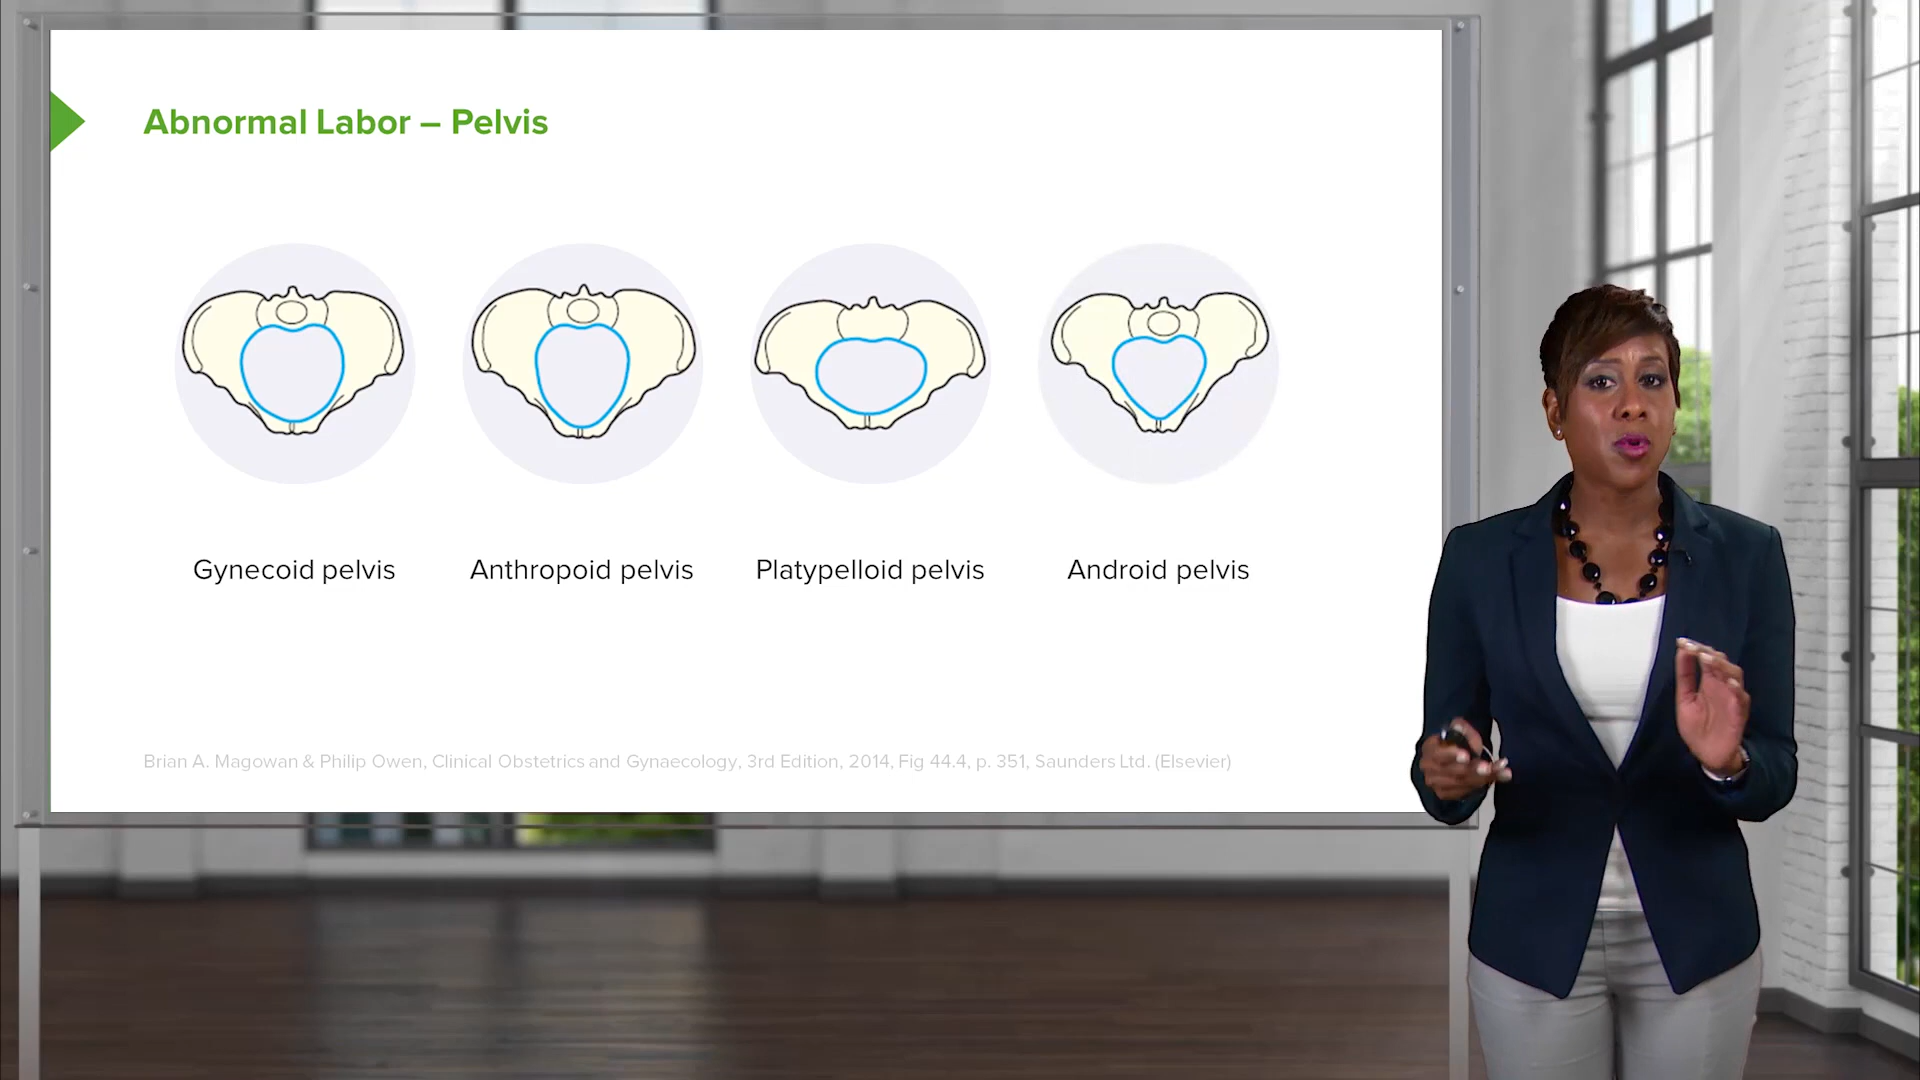 Abnormal Labor – Pelvis
Gynecoid pelvis
Anthropoid pelvis
Platypelloid pelvis
Android pelvis
Brian A. Magowan & Philip Owen, Clinical Obstetrics and Gynaecology, 3rd Edition, 2014, Fig 44.4, p. 351, Saunders Ltd. (Elsevier)